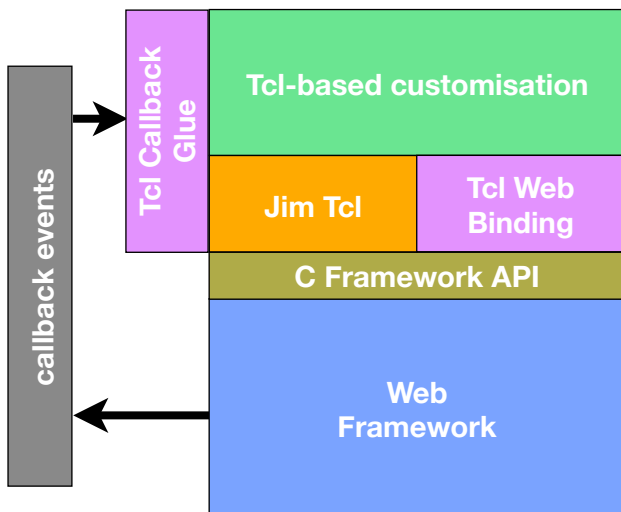 callback events
Tcl Callback
Glue
Tcl-based customisation
Jim Tcl
Tcl Web
Binding
C Framework API
Web
Framework